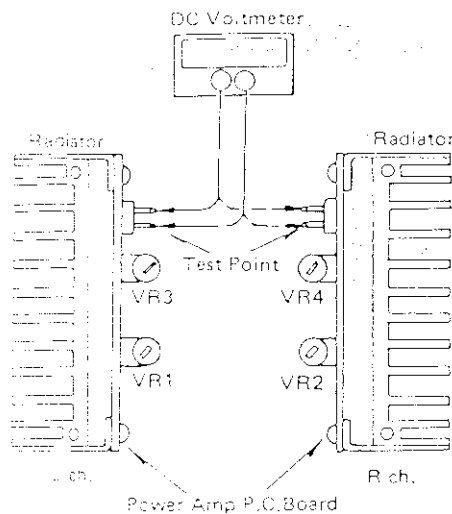 DC Voltmeter
Radiator
Radiator
Test Point
VR3
VR4
VR1
VR2
L ch.
R ch.
Power Amp P.C.Board